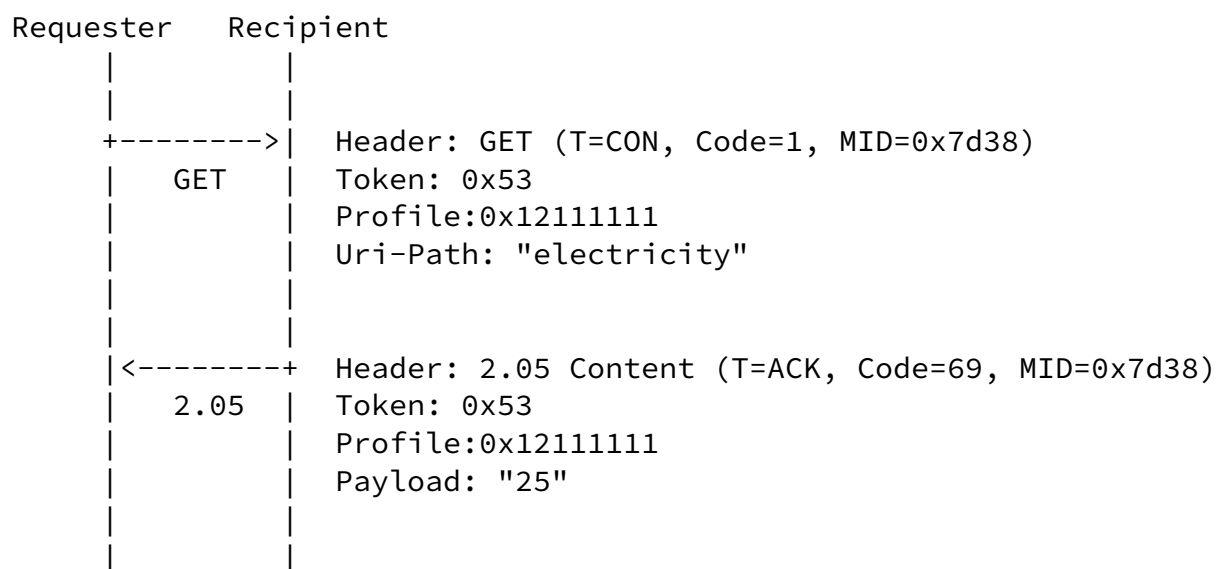 Requester   Recipient
     |         |
     |         |
     +-------->|  Header: GET (T=CON, Code=1, MID=0x7d38)
     |   GET   |  Token: 0x53
     |         |  Profile:0x12111111
     |         |  Uri-Path: "electricity"
     |         |
     |         |
     |<--------+  Header: 2.05 Content (T=ACK, Code=69, MID=0x7d38)
     |   2.05  |  Token: 0x53
     |         |  Profile:0x12111111
     |         |  Payload: "25"
     |         |
     |         |